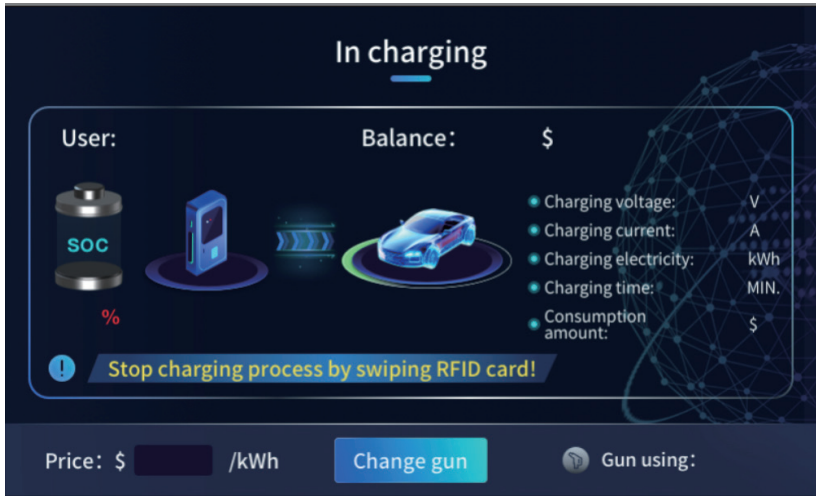 In charging
User:
Balance: $
SOC
%
Charging voltage: V
Charging current: A
Charging electricity: kWh
Charging time: MIN.
Consumption
amount: $
! Stop charging process by swiping RFID card!
Price: $ /kWh
Change gun
Gun using: